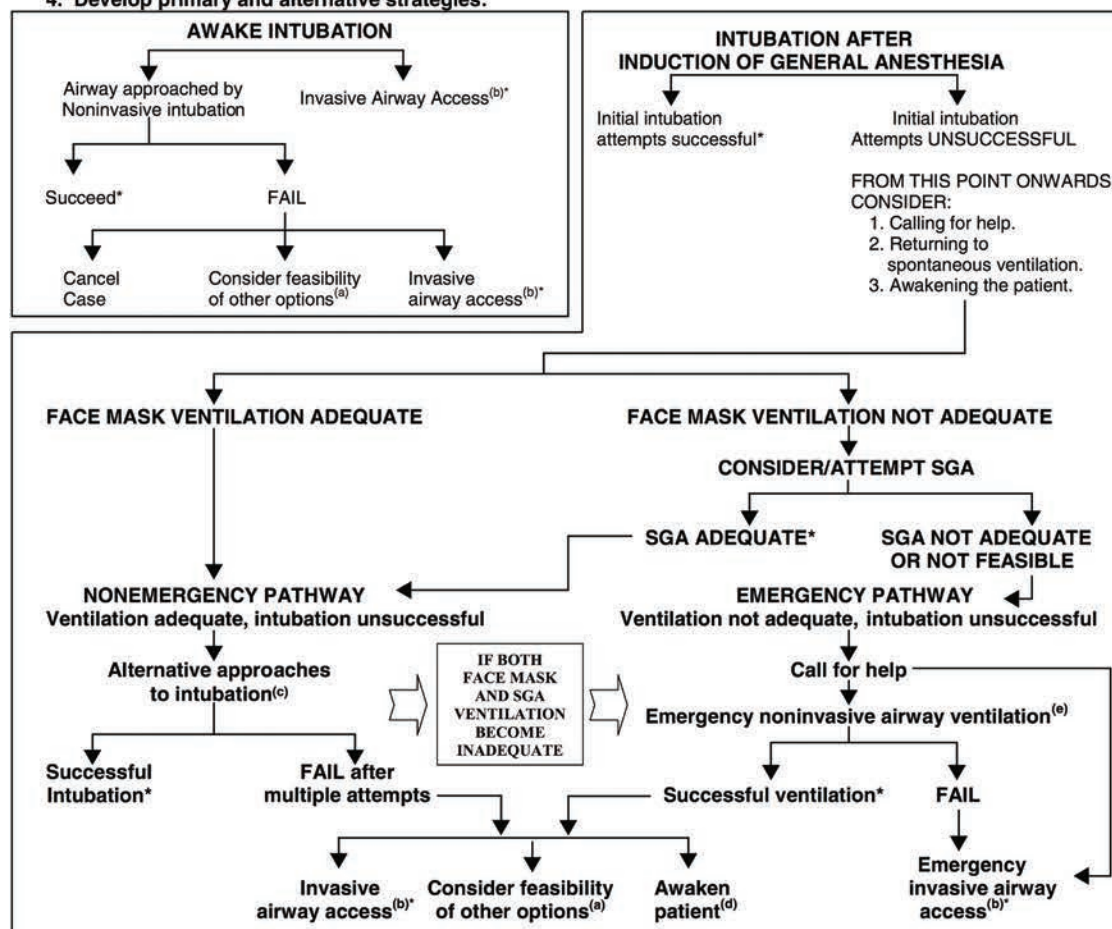 4. Develop primary and alternative strategies:
AWAKE INTUBATION
Airway approached by
Noninvasive intubation
Invasive Airway Access(b)*
Succeed*
FAIL
Cancel
Case
Consider feasibility
of other options(a)
Invasive
airway access(b)*
INTUBATION AFTER
INDUCTION OF GENERAL ANESTHESIA
Initial intubation
attempts successful*
Initial intubation
Attempts UNSUCCESSFUL
FROM THIS POINT ONWARDS
CONSIDER:
1. Calling for help.
2. Returning to
spontaneous ventilation.
3. Awakening the patient.
FACE MASK VENTILATION ADEQUATE
FACE MASK VENTILATION NOT ADEQUATE
CONSIDER/ATTEMPT SGA
SGA ADEQUATE*
SGA NOT ADEQUATE
OR NOT FEASIBLE
NONEMERGENCY PATHWAY
Ventilation adequate, intubation unsuccessful
EMERGENCY PATHWAY
Ventilation not adequate, intubation unsuccessful
Alternative approaches
to intubation(c)
IF BOTH
FACE MASK
AND SGA
VENTILATION
BECOME
INADEQUATE
Call for help
Emergency noninvasive airway ventilation(e)
Successful
Intubation*
FAIL after
multiple attempts
Successful ventilation*
FAIL
Invasive
airway access(b)*
Consider feasibility
of other options(a)
Awaken
patient(d)
Emergency
invasive airway
access(b)*